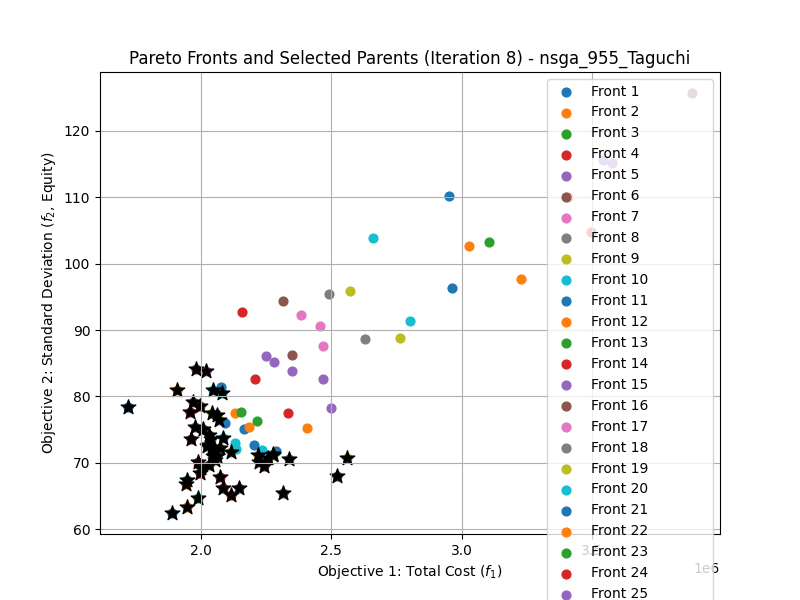 Pareto Fronts and Selected Parents (Iteration 8) - nsga_955_Taguchi
Objective 2: Standard Deviation (f₂, Equity)
120
110
100
90
80
70
60
2.0
2.5
3.0
Objective 1: Total Cost (f₁)
1e6
Front 1
Front 2
Front 3
Front 4
Front 5
Front 6
Front 7
Front 8
Front 9
Front 10
Front 11
Front 12
Front 13
Front 14
Front 15
Front 16
Front 17
Front 18
Front 19
Front 20
Front 21
Front 22
Front 23
Front 24
Front 25